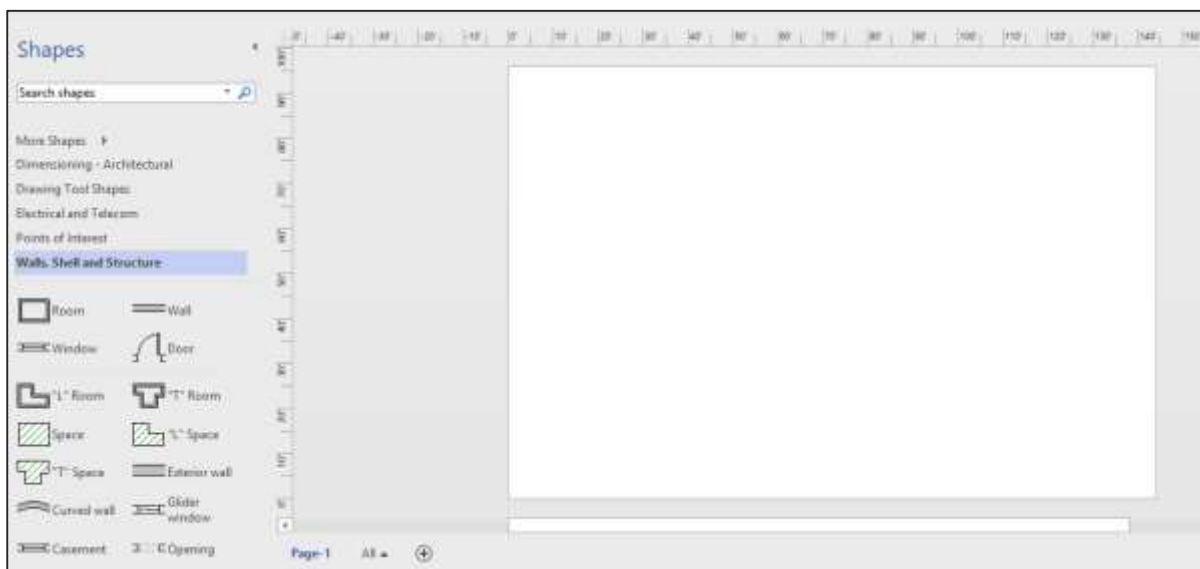 Shapes
Search shapes
More Shapes
Dimensioning - Architectural
Drawing Tool Shapes
Electrical and Telecom
Points of Interest
Walls, Shell and Structure
Room Wall
Window Door
"L" Room "T" Room
Space "L" Space
"T" Space Exterior wall
Curved wall Glider window
Casement Opening
Page-1 All